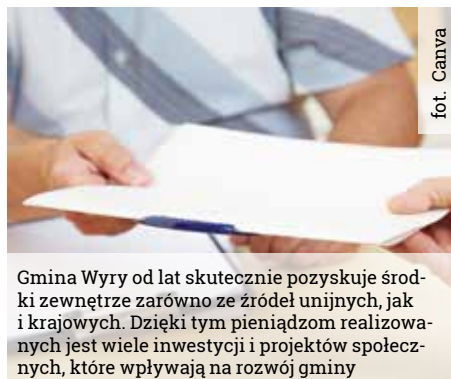 fot. Canva
Gmina Wyry od lat skutecznie pozyskuje środ-
ki zewnętrze zarówno ze źródeł unijnych, jak
i krajowych. Dzięki tym pieniądzom realizowa-
nych jest wiele inwestycji i projektów społecz-
nych, które wpływają na rozwój gminy